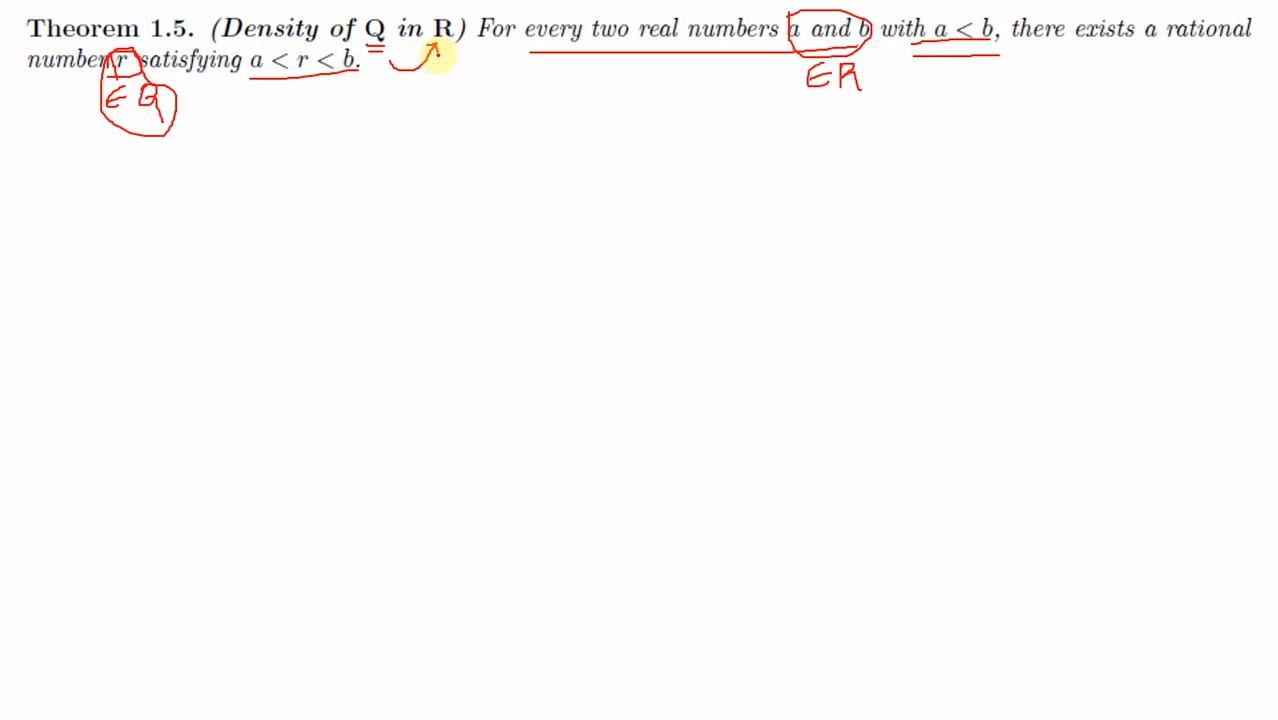 Theorem 1.5. (Density of Q in R) For every two real numbers a and b with a < b, there exists a rational
number r satisfying a < r < b.
∈ R
∈ Q